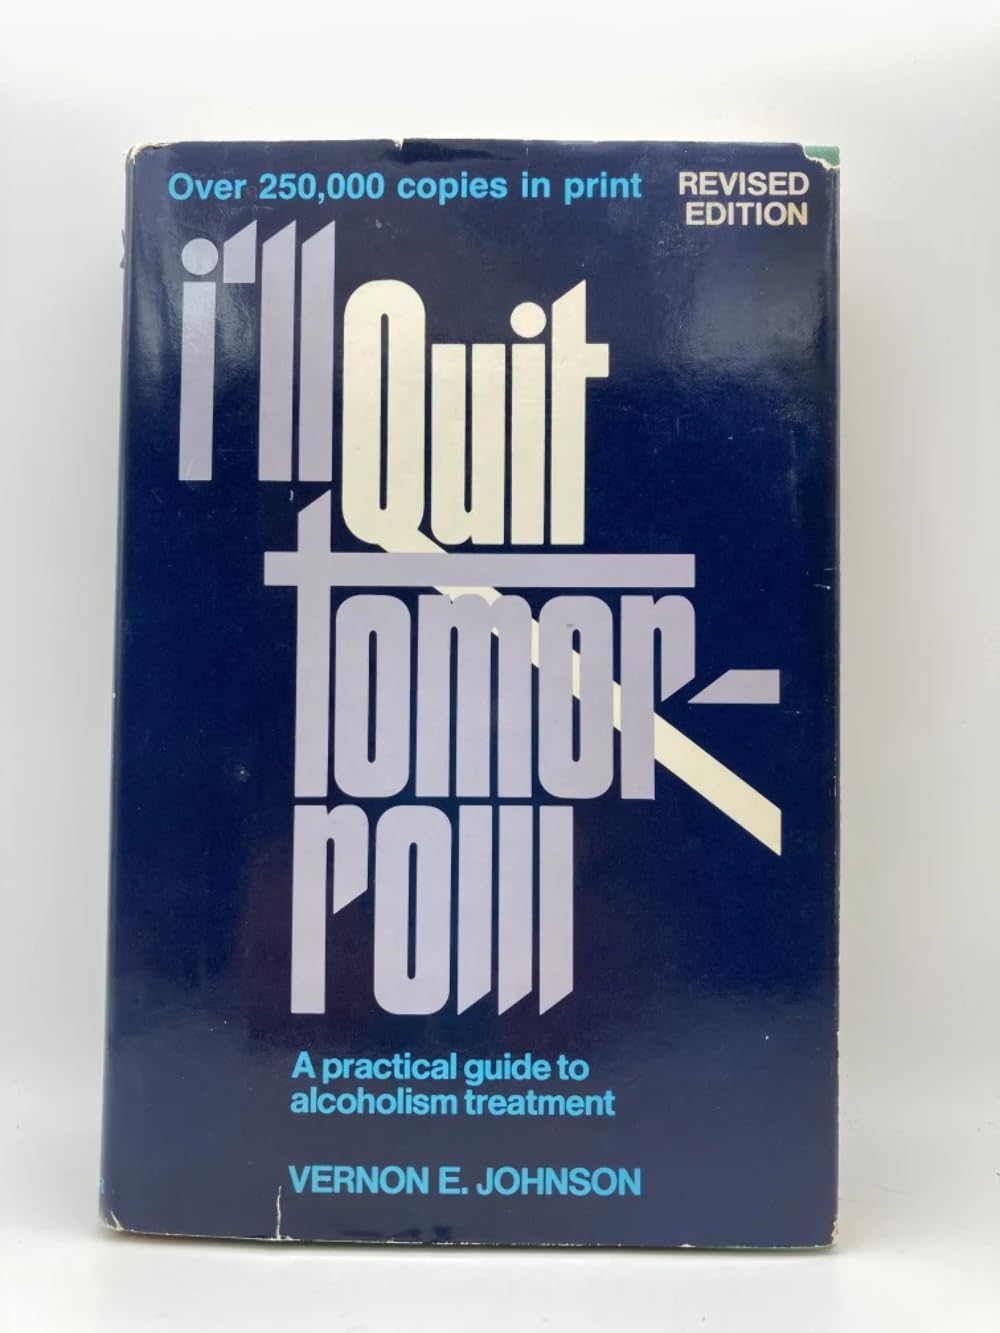 Over 250,000 copies in print
REVISED
EDITION
i'll
Quit
tomor-
row
A practical guide to
alcoholism treatment
VERNON E. JOHNSON